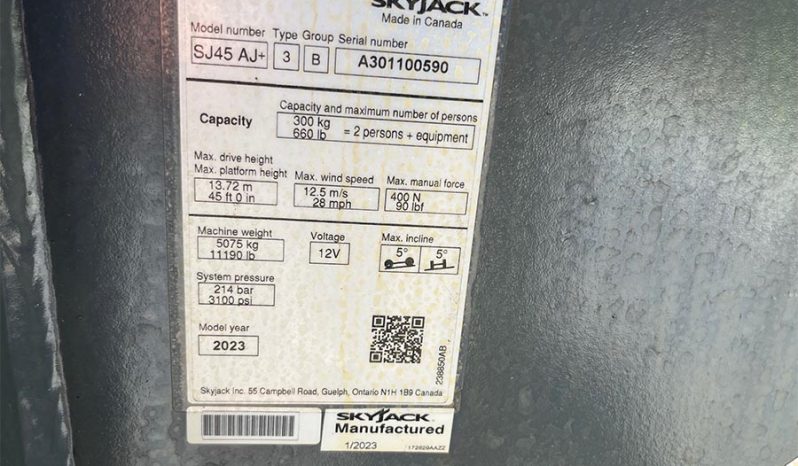 SKYJACK™
Made in Canada
Model number Type Group Serial number
SJ45 AJ+ 3 B A301100590
Capacity and maximum number of persons
Capacity 300 kg
660 lb = 2 persons + equipment
Max. drive height
Max. platform height Max. wind speed Max. manual force
13.72 m 12.5 m/s 400 N
45 ft 0 in 28 mph 90 lbf
Machine weight Voltage Max. incline
5075 kg 12V 5° 5°
11190 lb
System pressure
214 bar
3100 psi
Model year
2023
238850AB
Skyjack Inc. 55 Campbell Road, Guelph, Ontario N1H 1B9 Canada
SKYJACK
Manufactured
1/2023 172829AAZZ